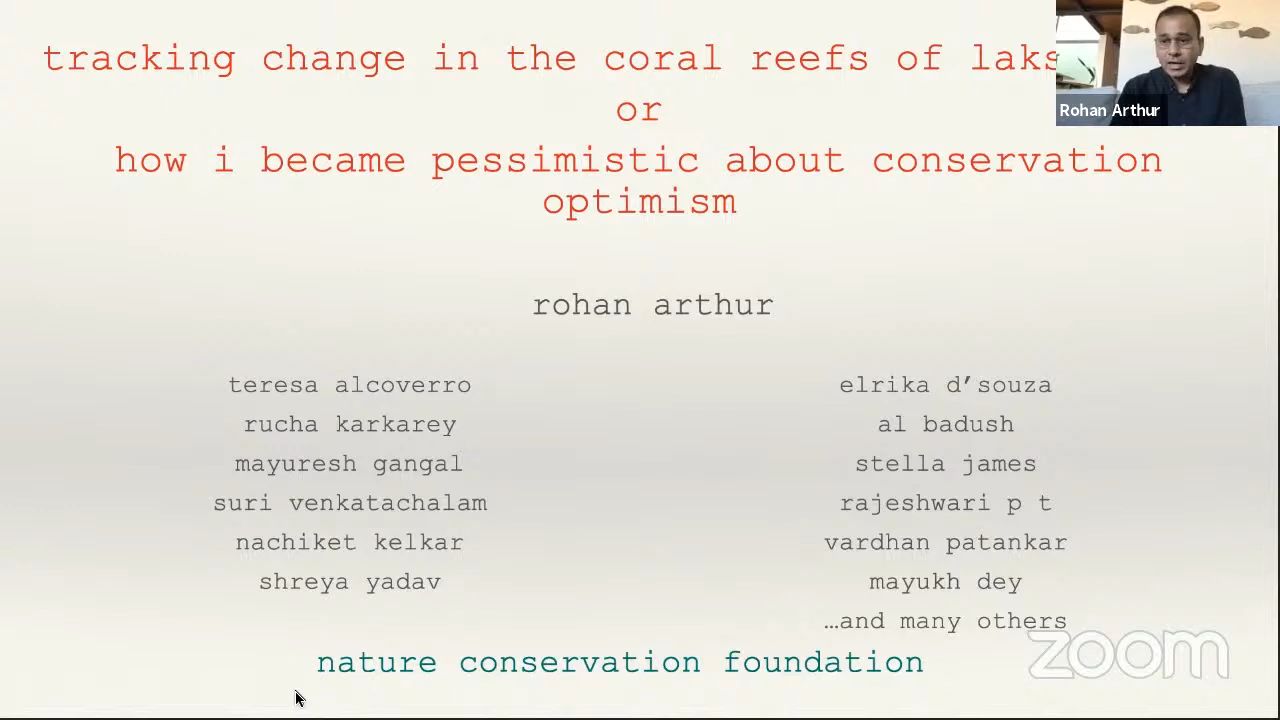 tracking change in the coral reefs of laks
or
how i became pessimistic about conservation
optimism
Rohan Arthur
rohan arthur
teresa alcoverro
rucha karkarey
mayuresh gangal
suri venkatachalam
nachiket kelkar
shreya yadav
elrika d’souza
al badush
stella james
rajeshwari p t
vardhan patankar
mayukh dey
…and many others
nature conservation foundation
zoom